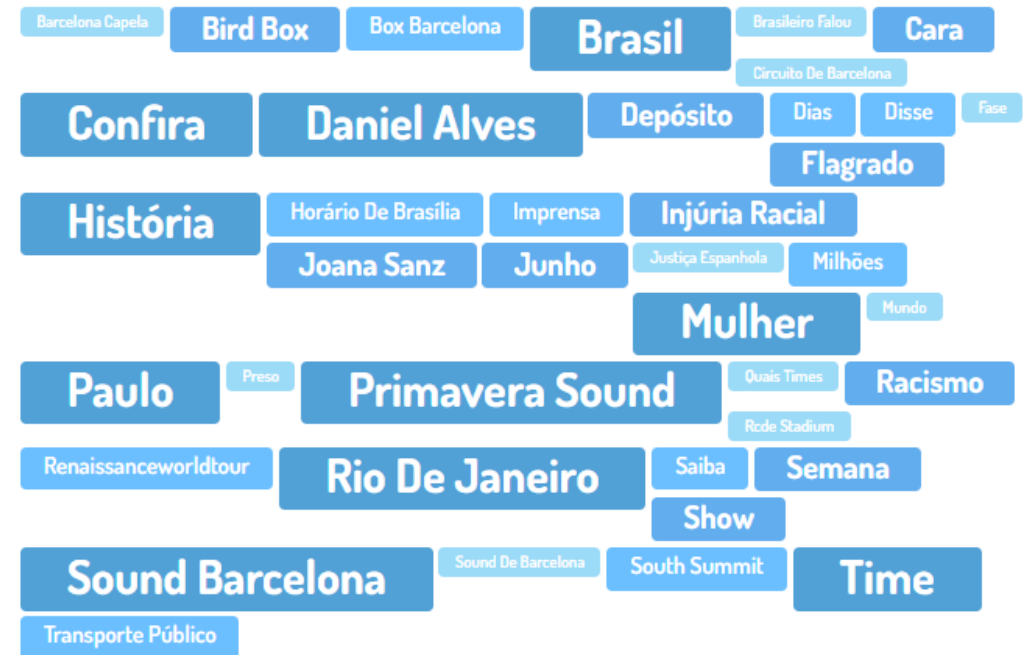 Barcelona Capela Bird Box Box Barcelona Brasil Brasileiro Falou Cara
Circuito De Barcelona
Confira Daniel Alves Depósito Dias Disse Fase
Flagrado
História Horário De Brasília Imprensa Injúria Racial
Joana Sanz Junho Justiça Espanhola Milhões
Mulher Mundo
Paulo Preso Primavera Sound Quais Times Racismo
Rcde Stadium
Renaissanceworldtour Rio De Janeiro Saiba Semana
Show
Sound Barcelona Sound De Barcelona South Summit Time
Transporte Público